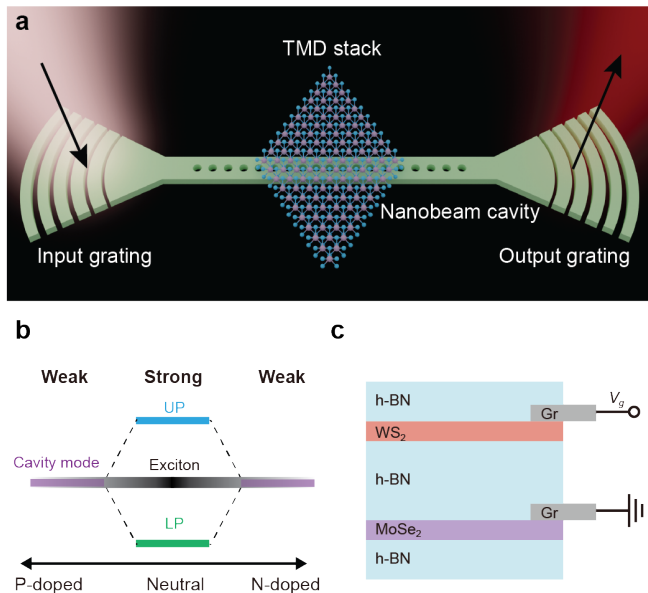 a
TMD stack
Nanobeam cavity
Input grating
Output grating
b
Weak Strong Weak
UP
Cavity mode Exciton
LP
P-doped Neutral N-doped
c
h-BN
Gr
Vg
WS2
h-BN
Gr
MoSe2
h-BN